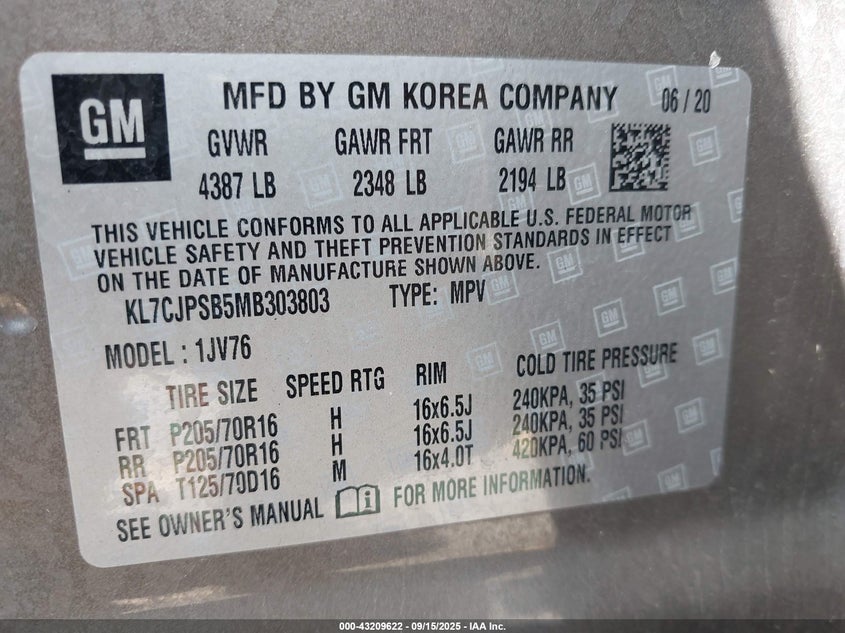 GM
MFD BY GM KOREA COMPANY 06 / 20
GVWR GAWR FRT GAWR RR
4387 LB 2348 LB 2194 LB
THIS VEHICLE CONFORMS TO ALL APPLICABLE U.S. FEDERAL MOTOR
VEHICLE SAFETY AND THEFT PREVENTION STANDARDS IN EFFECT
ON THE DATE OF MANUFACTURE SHOWN ABOVE.
KL7CJPSB5MB303803 TYPE: MPV
MODEL : 1JV76
TIRE SIZE SPEED RTG RIM COLD TIRE PRESSURE
FRT P205/70R16 H 16x6.5J 240KPA, 35 PSI
RR P205/70R16 H 16x6.5J 240KPA, 35 PSI
SPA T125/70D16 M 16x4.0T 420KPA, 60 PSI
SEE OWNER'S MANUAL i FOR MORE INFORMATION.
000-43209622 - 09/15/2025 - IAA Inc.